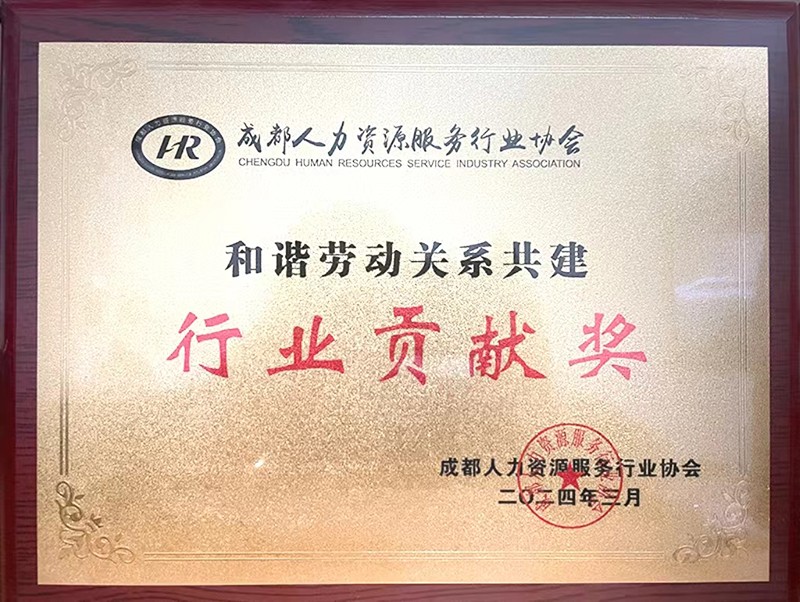 HR 成都人力资源服务行业协会
CHENGDU HUMAN RESOURCES SERVICE INDUSTRY ASSOCIATION
和谐劳动关系共建
行业贡献奖
成都人力资源服务行业协会
二〇二四年三月